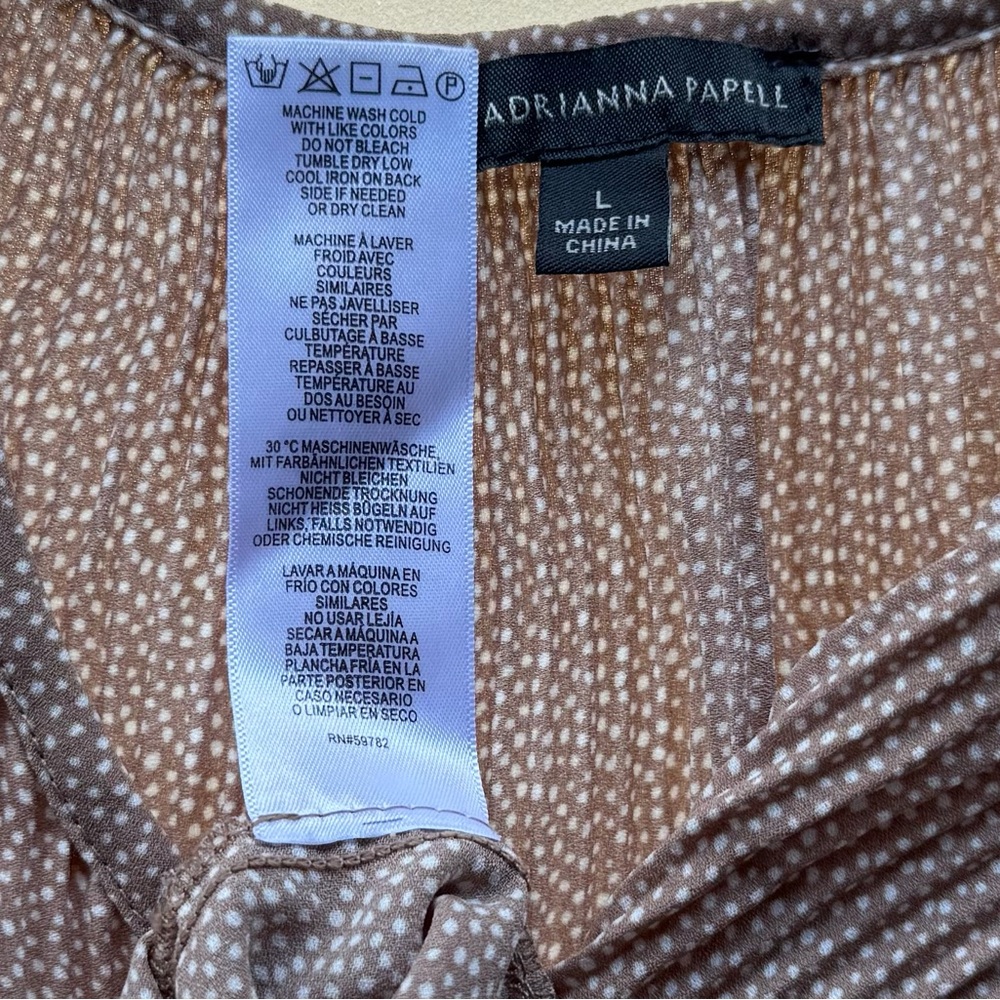 ADRIANNA PAPELL
L
MADE IN
CHINA
P
MACHINE WASH COLD
WITH LIKE COLORS
DO NOT BLEACH
TUMBLE DRY LOW
COOL IRON ON BACK
SIDE IF NEEDED
OR DRY CLEAN
MACHINE À LAVER
FROID AVEC
COULEURS
SIMILAIRES
NE PAS JAVELLISER
SÉCHER PAR
CULBUTAGE À BASSE
TEMPÉRATURE
REPASSER À BASSE
TEMPÉRATURE AU
DOS AU BESOIN
OU NETTOYER À SEC
30 °C MASCHINENWÄSCHE,
MIT FARBÄHNLICHEN TEXTILIEN
NICHT BLEICHEN
SCHONENDE TROCKNUNG
NICHT HEISS BÜGELN AUF
LINKS, FALLS NOTWENDIG
ODER CHEMISCHE REINIGUNG
LAVAR A MÁQUINA EN
FRÍO CON COLORES
SIMILARES
NO USAR LEJÍA
SECAR A MÁQUINA A
BAJA TEMPERATURA
PLANCHA FRÍA EN LA
PARTE POSTERIOR EN
CASO NECESARIO
O LIMPIAR EN SECO
RN#59782